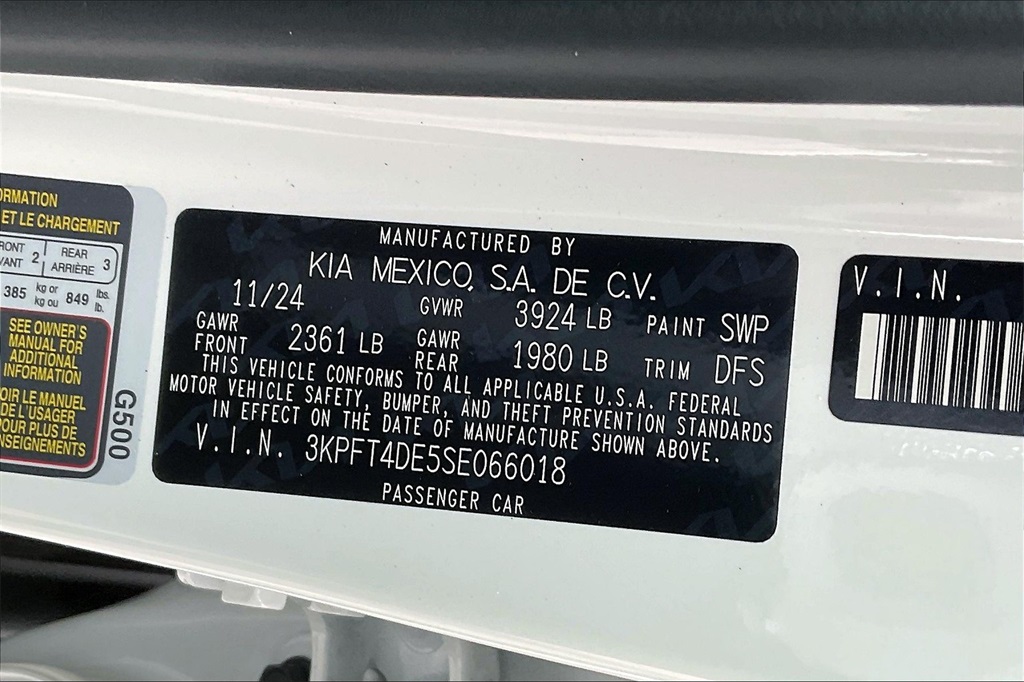 ORMATION
ET LE CHARGEMENT
RONT 2 REAR 3
VANT ARRIÈRE
385 kg or kg ou 849 lbs. lb.
SEE OWNER'S
MANUAL FOR
ADDITIONAL
INFORMATION
OIR LE MANUEL
DE L'USAGER
POUR PLUS DE
NSEIGNEMENTS
G500
MANUFACTURED BY
KIA MEXICO, S.A. DE C.V.
11/24 GVWR 3924 LB PAINT SWP
GAWR FRONT 2361 LB GAWR REAR 1980 LB TRIM DFS
THIS VEHICLE CONFORMS TO ALL APPLICABLE U.S.A. FEDERAL
MOTOR VEHICLE SAFETY, BUMPER, AND THEFT PREVENTION STANDARDS
IN EFFECT ON THE DATE OF MANUFACTURE SHOWN ABOVE.
V.I.N. 3KPFT4DE5SE066018
PASSENGER CAR
V.I.N.